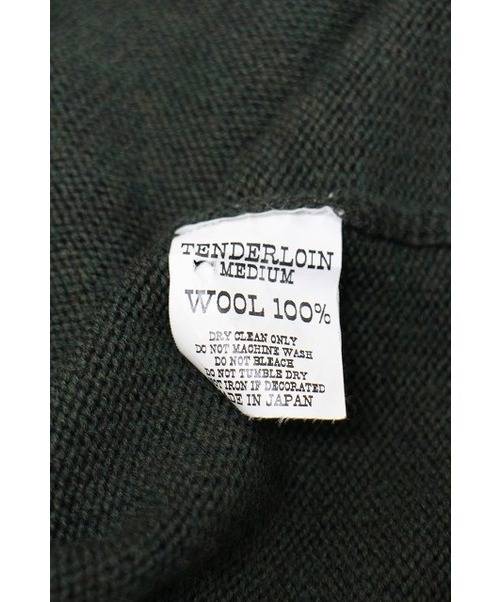 TENDERLOIN
MEDIUM
WOOL 100%
DRY CLEAN ONLY
DO NOT MACHINE WASH
DO NOT BLEACH
DO NOT TUMBLE DRY
IRON IF DECORATED
IN JAPAN